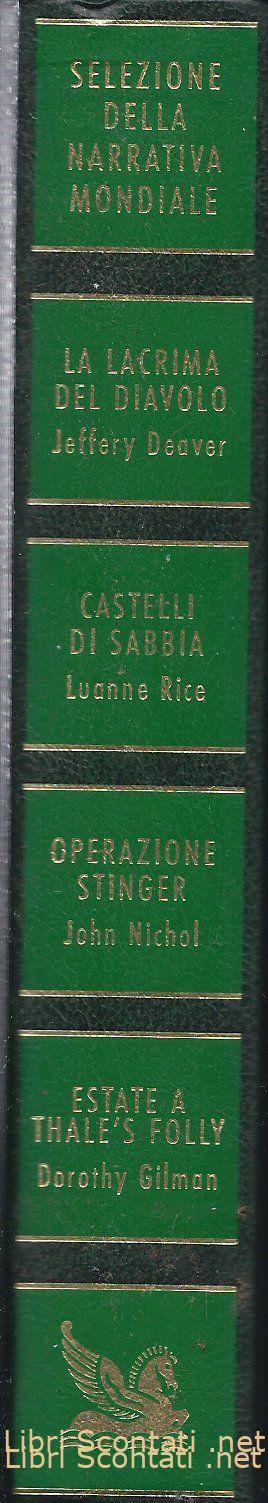 SELEZIONE
DELLA
NARRATIVA
MONDIALE
LA LACRIMA
DEL DIAVOLO
Jeffery Deaver
CASTELLI
DI SABBIA
Luanne Rice
OPERAZIONE
STINGER
John Nichol
ESTATE A
THALE'S FOLLY
Dorothy Gilman
Libri Scontati .net
Libri Scontati .net